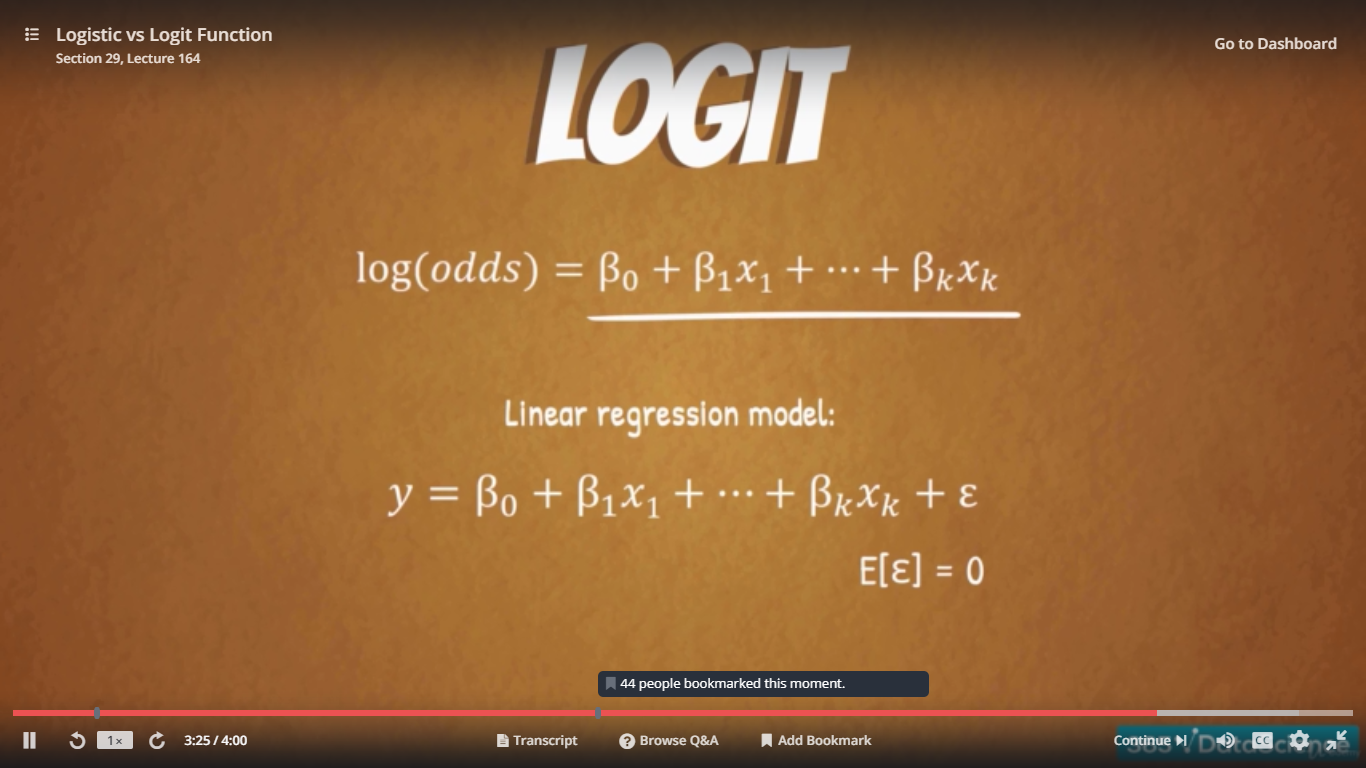 Logistic vs Logit Function
Section 29, Lecture 164
Go to Dashboard
LOGIT
log(odds) = β₀ + β₁x₁ + ⋯ + βₖxₖ
Linear regression model:
y = β₀ + β₁x₁ + ⋯ + βₖxₖ + ε
E[ε] = 0
44 people bookmarked this moment.
1×
3:25 / 4:00
Transcript
Browse Q&A
Add Bookmark
Continue
CC
365 √DataScience